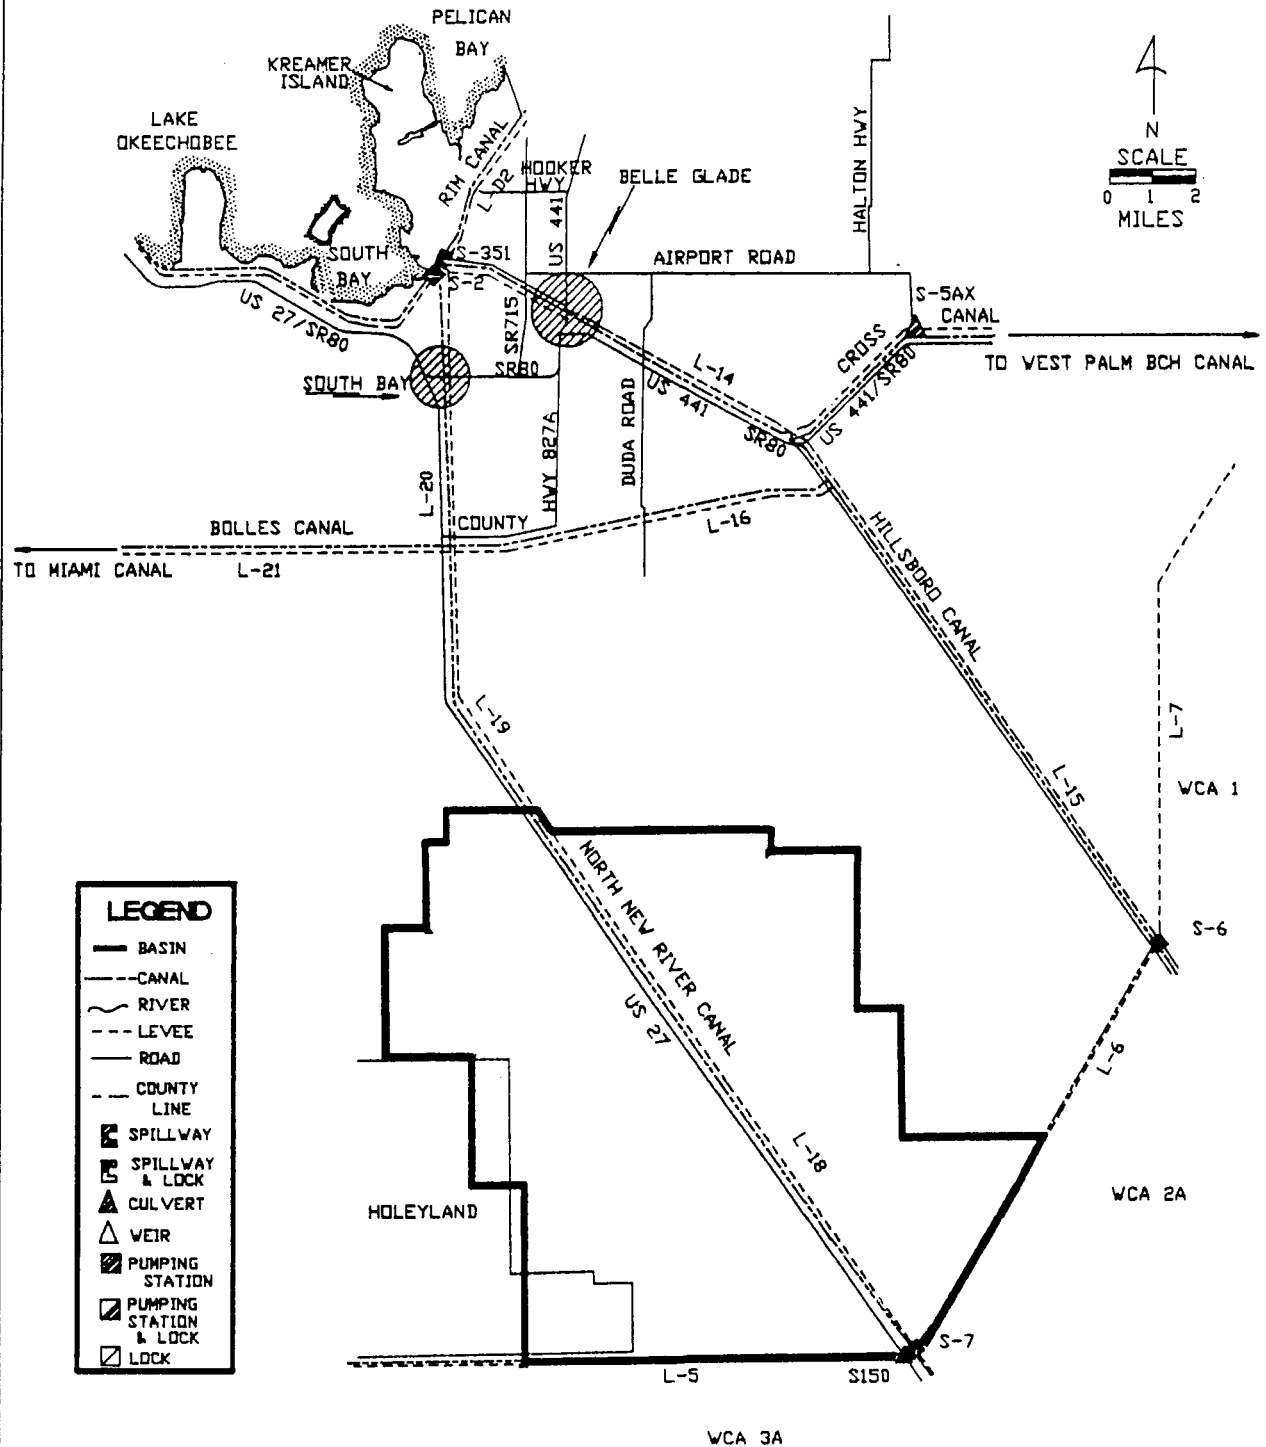 PELICAN
BAY
KREAMER
ISLAND
LAKE
OKEECHOBEE
RIM CANAL
L-D2
HOOKER
HWY
US 441
BELLE GLADE
HALTON HWY
N
SCALE
0 1 2
MILES
SOUTH
BAY
S-351
S-2
AIRPORT ROAD
US 27/SR80
SR715
S-5AX
CANAL
CROSS
US 441/SR80
TO WEST PALM BCH CANAL
SOUTH BAY
SR80
L-14
US 441
SR80
DUDA ROAD
HWY 827A
L-20
COUNTY
BOLLES CANAL
L-16
TO MIAMI CANAL
L-21
HILLSBORO CANAL
L-19
L-7
L-15
WCA 1
NORTH NEW RIVER CANAL
US 27
S-6
L-6
L-18
WCA 2A
HOLEYLAND
S-7
L-5
S150
WCA 3A
LEGEND
BASIN
CANAL
RIVER
LEVEE
ROAD
COUNTY
LINE
SPILLWAY
SPILLWAY
& LOCK
CULVERT
WEIR
PUMPING
STATION
PUMPING
STATION
& LOCK
LOCK